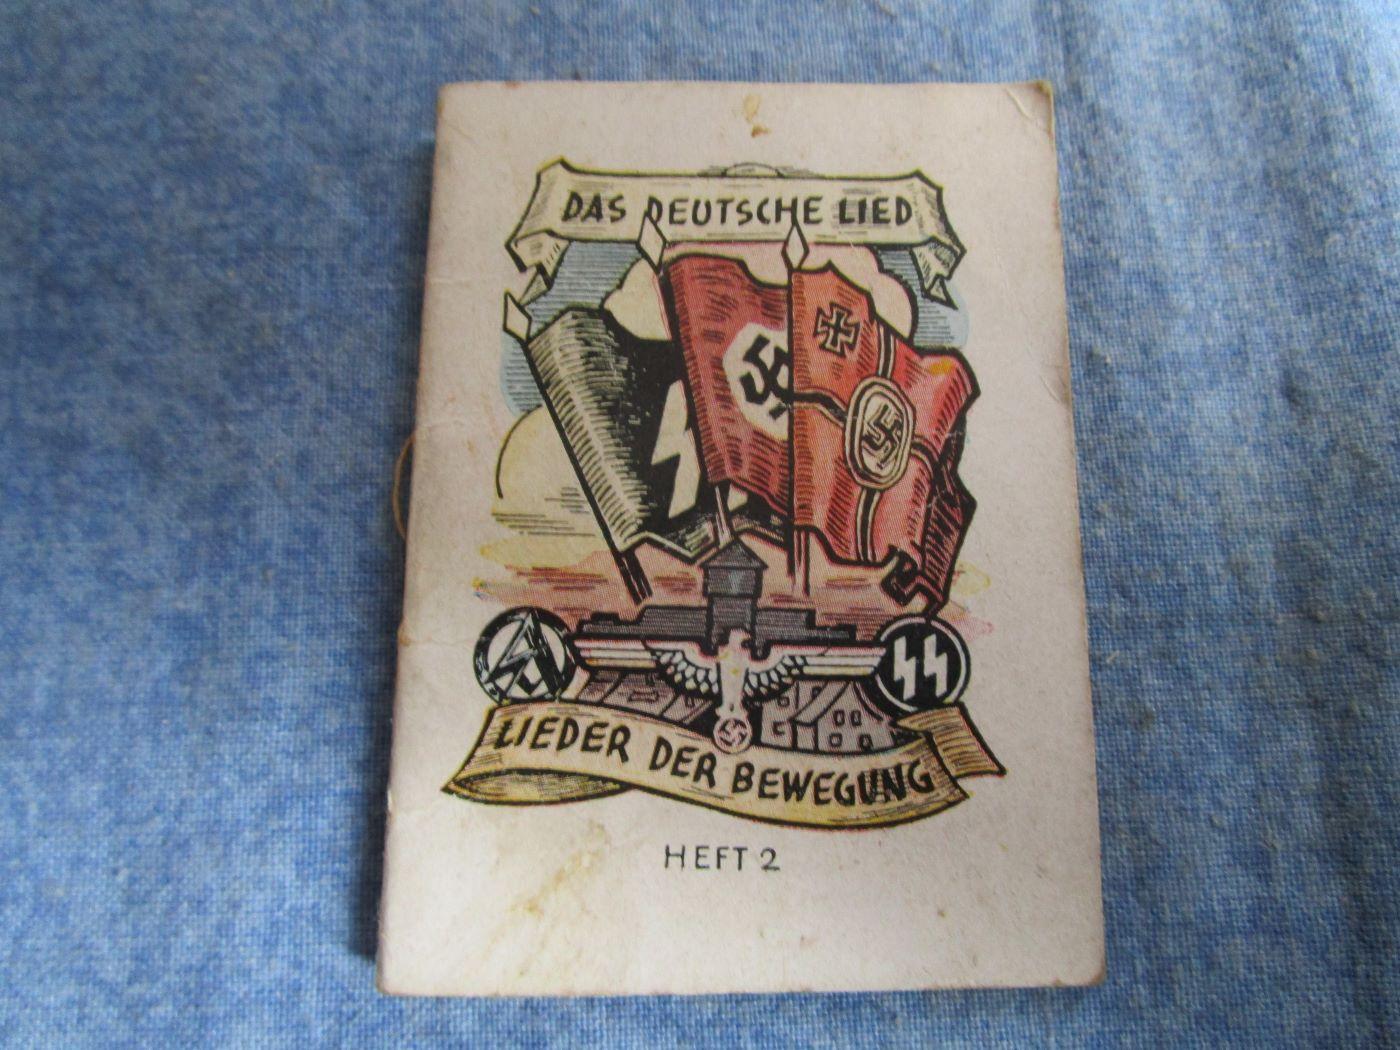 DAS DEUTSCHE LIED
LIEDER DER BEWEGUNG
HEFT 2